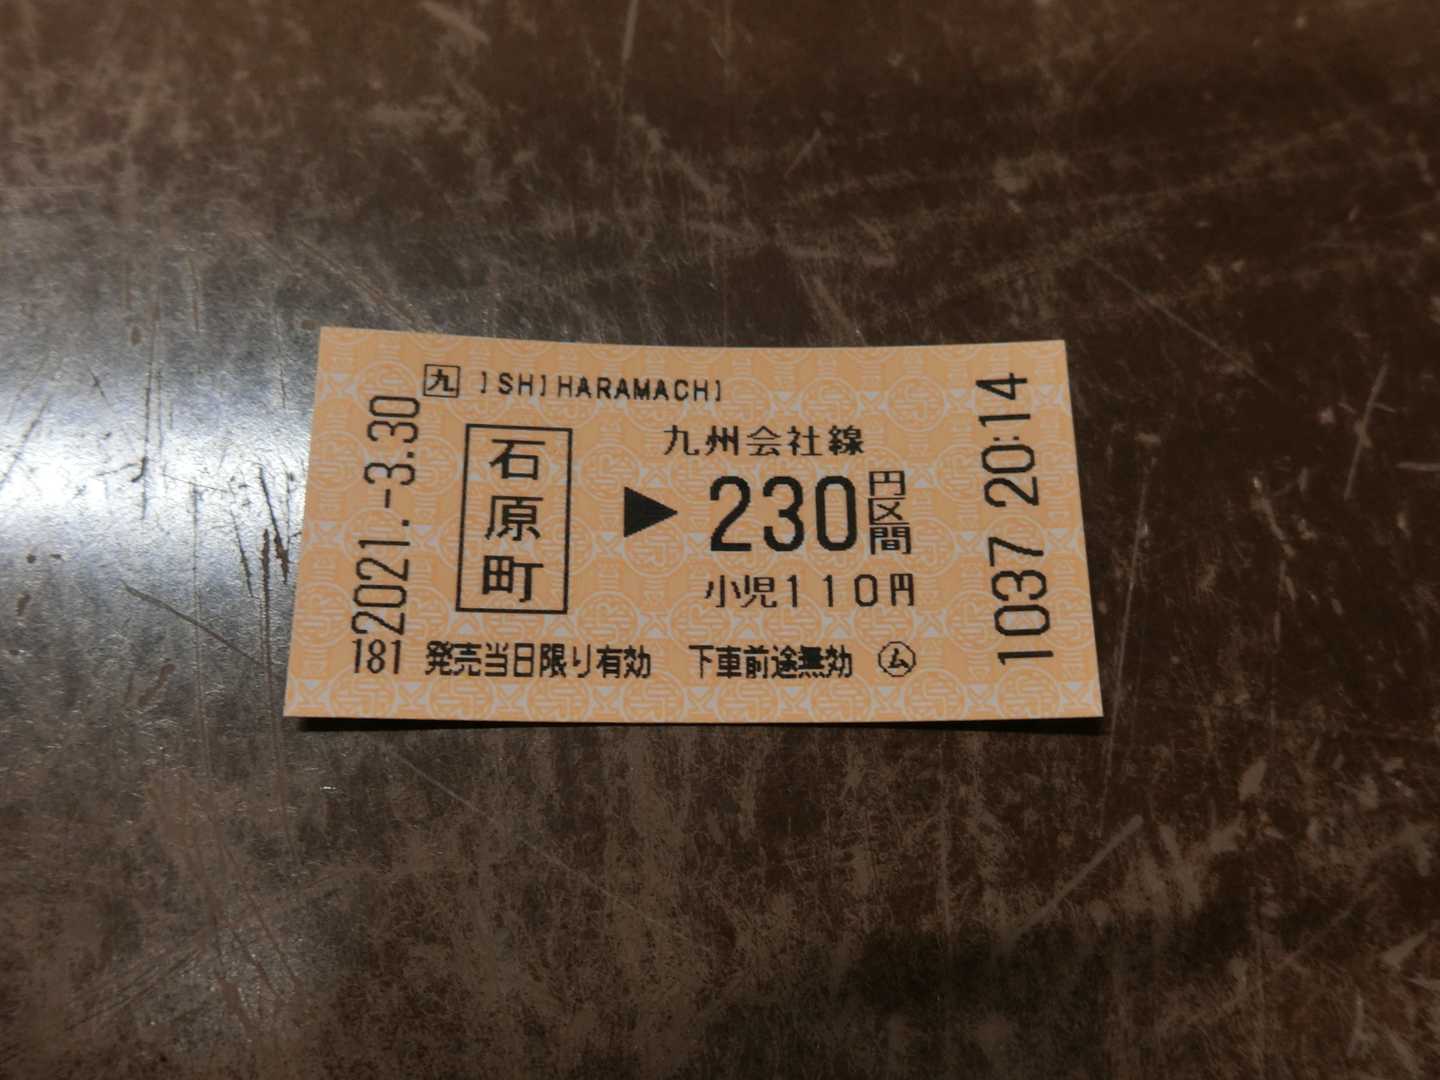 九 ISHIHARAMACHI
石原町
九州会社線
▶230円区間
小児110円
2021.-3.30
181 発売当日限り有効 下車前途無効 ム
1037 20:14